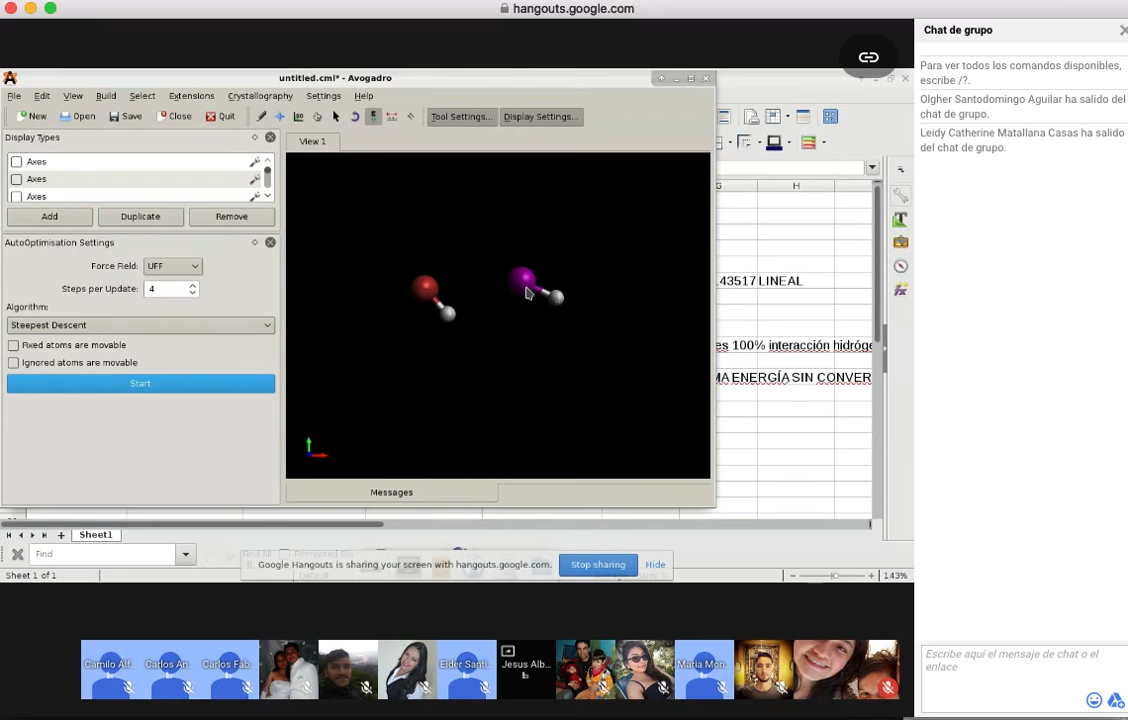 hangouts.google.com
Chat de grupo
Para ver todos los comandos disponibles,
escribe /?.
Olgher Santodomingo Aguilar ha salido del
chat de grupo.
Leidy Catherine Matallana Casas ha salido
del chat de grupo.
untitled.cml* - Avogadro
File Edit View Build Select Extensions Crystallography Settings Help
New Open Save Close Quit Tool Settings... Display Settings...
Display Types
View 1
Axes
Axes
Axes
Add Duplicate Remove
AutoOptimisation Settings
Force Field: UFF
Steps per Update: 4
Algorithm:
Steepest Descent
Fixed atoms are movable
Ignored atoms are movable
Start
Messages
G H
43517 LINEAL
es 100% interacción hidróge
MA ENERGÍA SIN CONVER
Sheet1
Find
Find All Formatted Dis
Google Hangouts is sharing your screen with hangouts.google.com. Stop sharing Hide
Sheet 1 of 1
Default
143%
Camilo Alf... Carlos An... Carlos Fab... Elder Sant... Jesus Alb... Maria Mon...
Escribe aquí el mensaje de chat o el
enlace